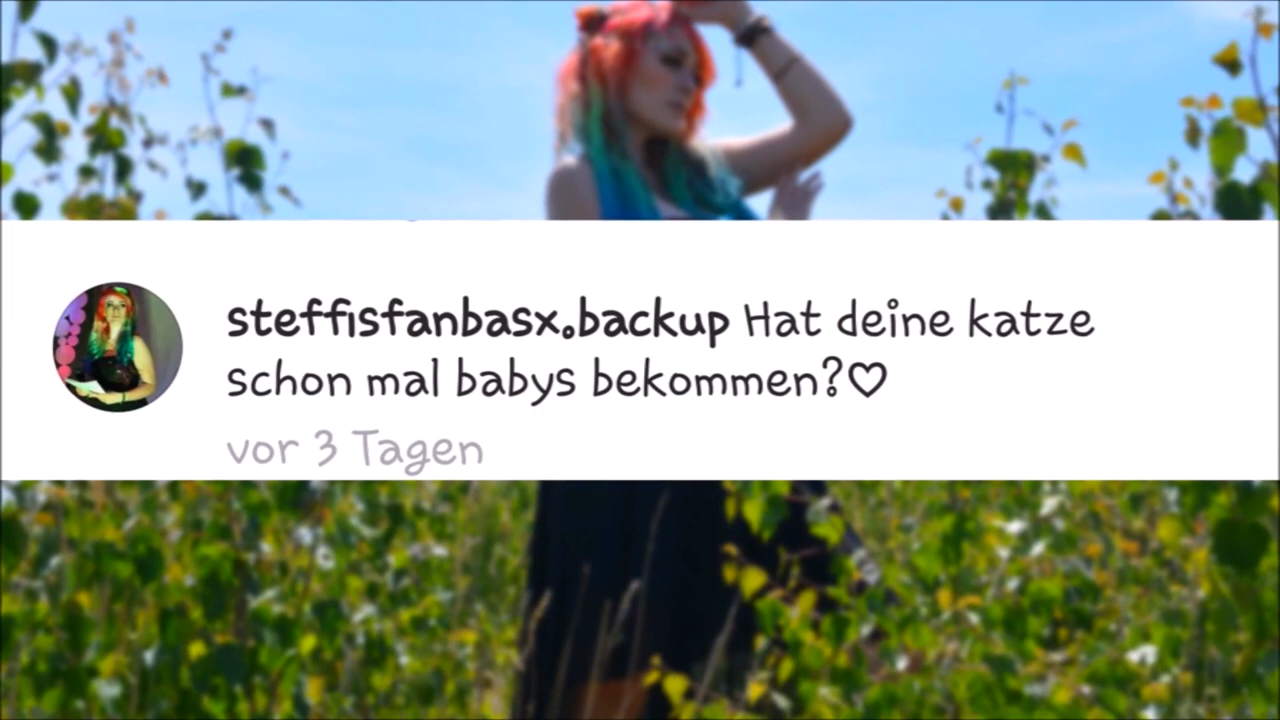 steffisfanbasx.backup Hat deine katze
schon mal babys bekommen?♡
vor 3 Tagen